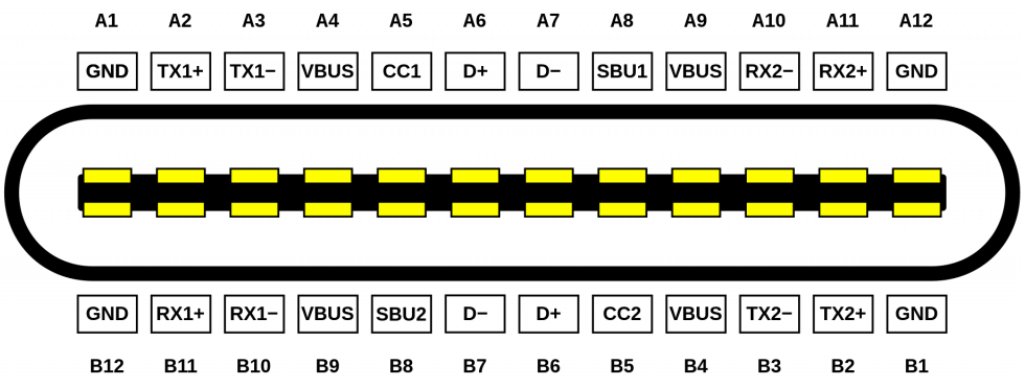 A1 A2 A3 A4 A5 A6 A7 A8 A9 A10 A11 A12
GND TX1+ TX1− VBUS CC1 D+ D− SBU1 VBUS RX2− RX2+ GND
GND RX1+ RX1− VBUS SBU2 D− D+ CC2 VBUS TX2− TX2+ GND
B12 B11 B10 B9 B8 B7 B6 B5 B4 B3 B2 B1